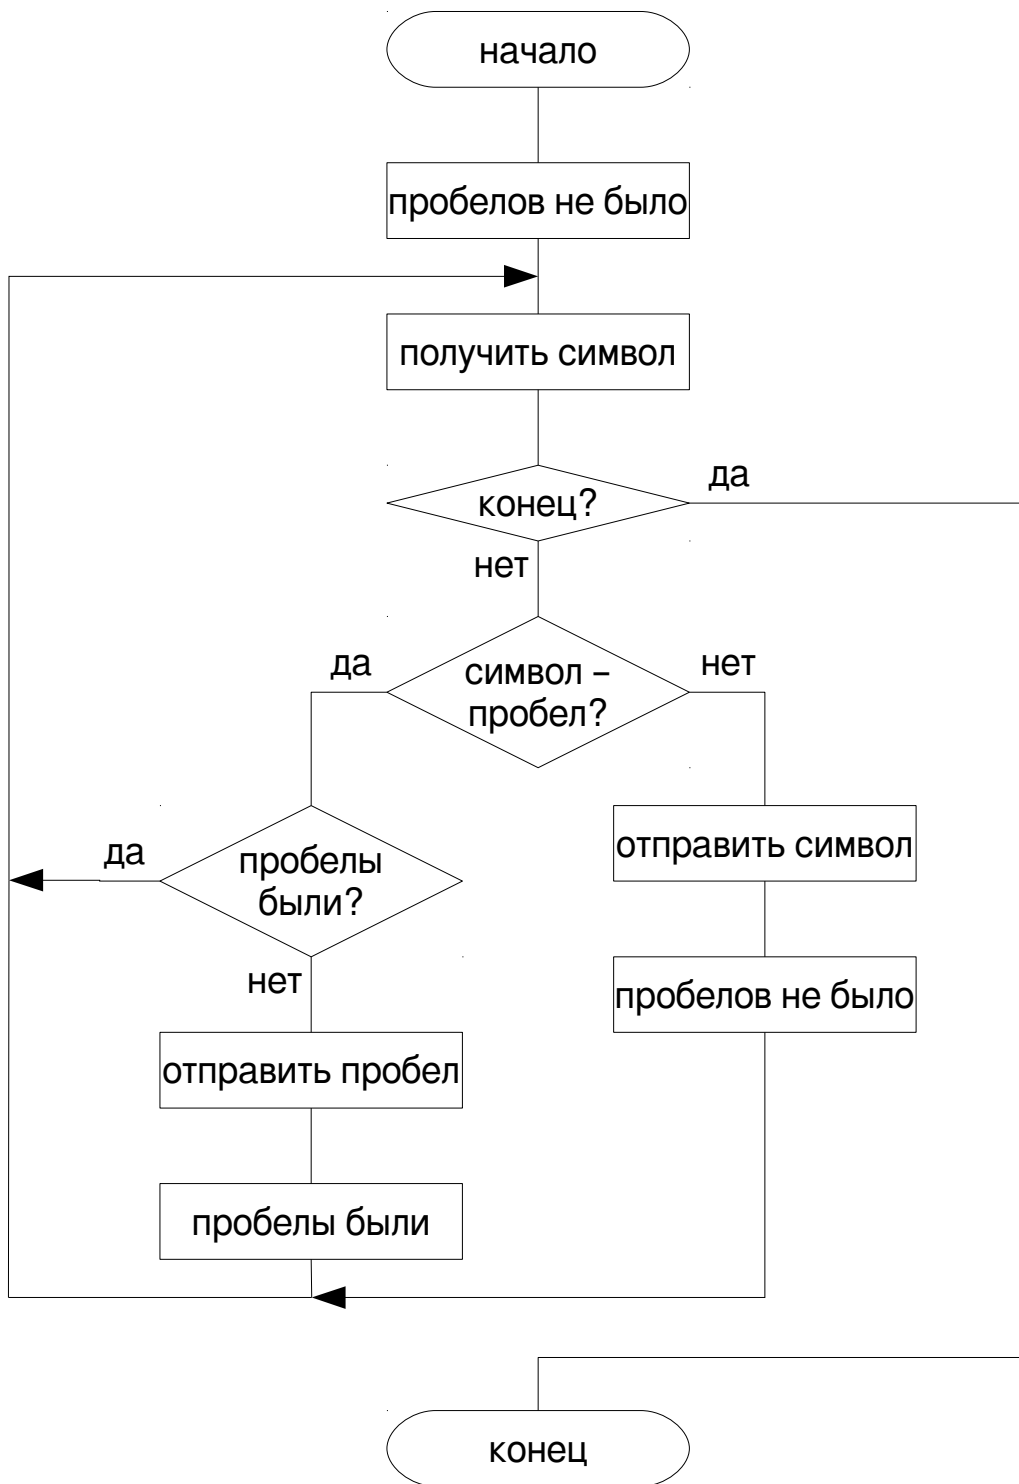 начало
пробелов не было
получить символ
конец?
да
нет
символ –
пробел?
да
нет
пробелы
были?
да
нет
отправить символ
пробелов не было
отправить пробел
пробелы были
конец